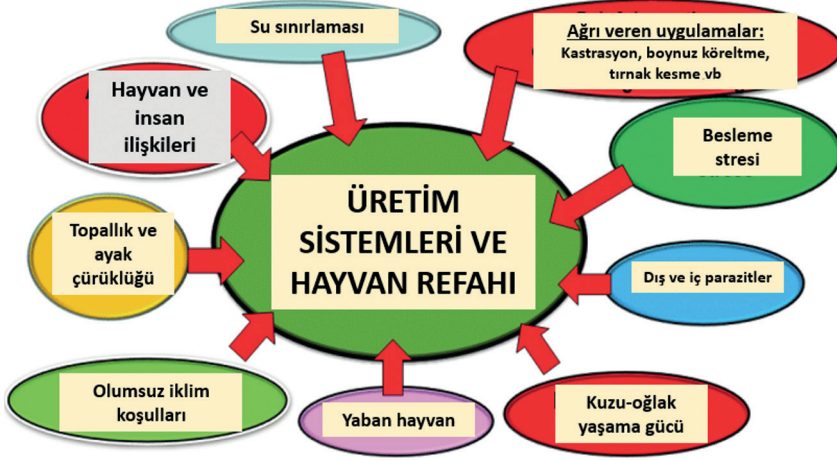 Su sınırlaması
Ağrı veren uygulamalar:
Kastrasyon, boynuz köreltme,
tırnak kesme vb
Hayvan ve
insan
ilişkileri
Besleme
stresi
ÜRETİM
SİSTEMLERİ VE
HAYVAN REFAHI
Topallık ve
ayak
çürüklüğü
Dış ve iç parazitler
Olumsuz iklim
koşulları
Yaban hayvan
Kuzu-oğlak
yaşama gücü